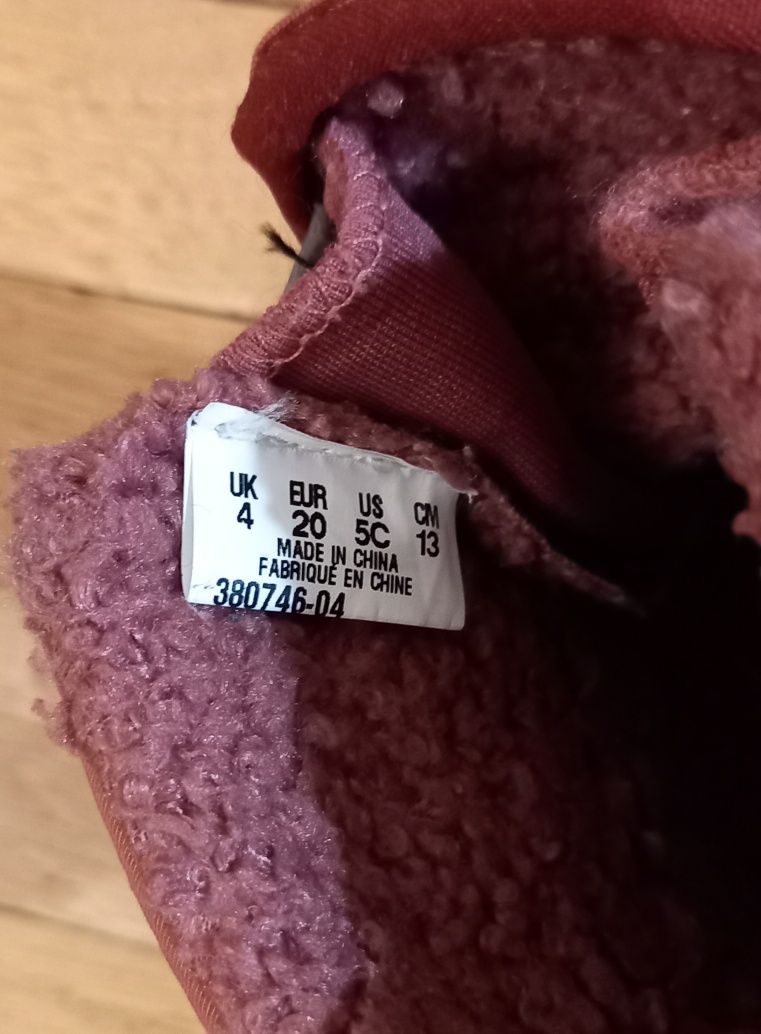 UK EUR US CM
4 20 5C 13
MADE IN CHINA
FABRIQUÉ EN CHINE
380746-04